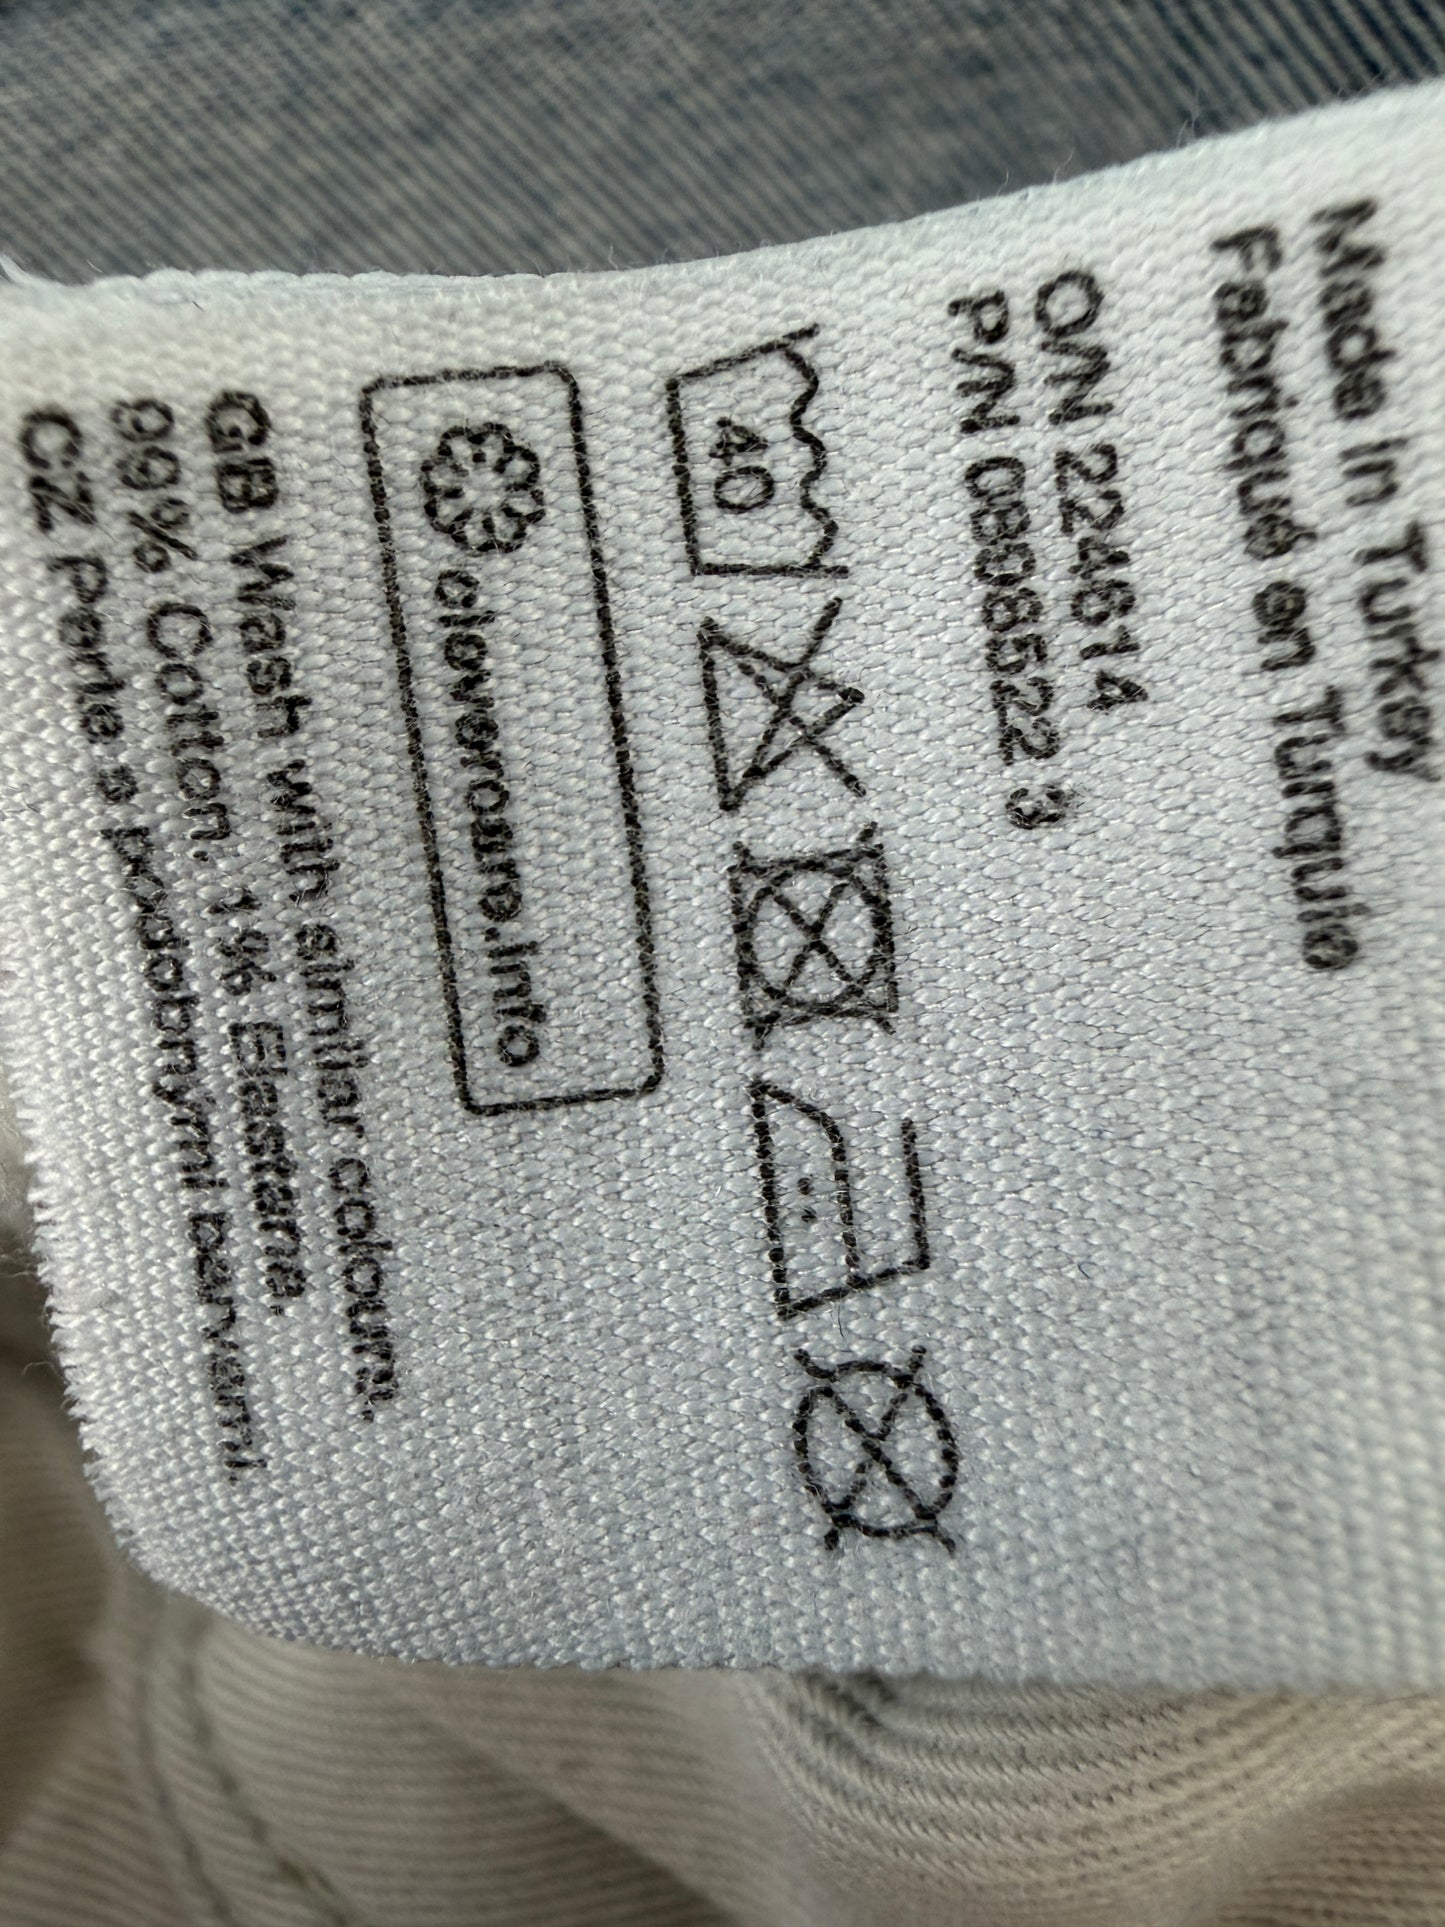 Made in Turkey
Fabriqué en Turquie
O/N 224614
P/N 0806522 3
40
clevercare.info
GB Wash with similar colours.
99% Cotton. 1% Elastane.
CZ Perte s podobnými barvami.